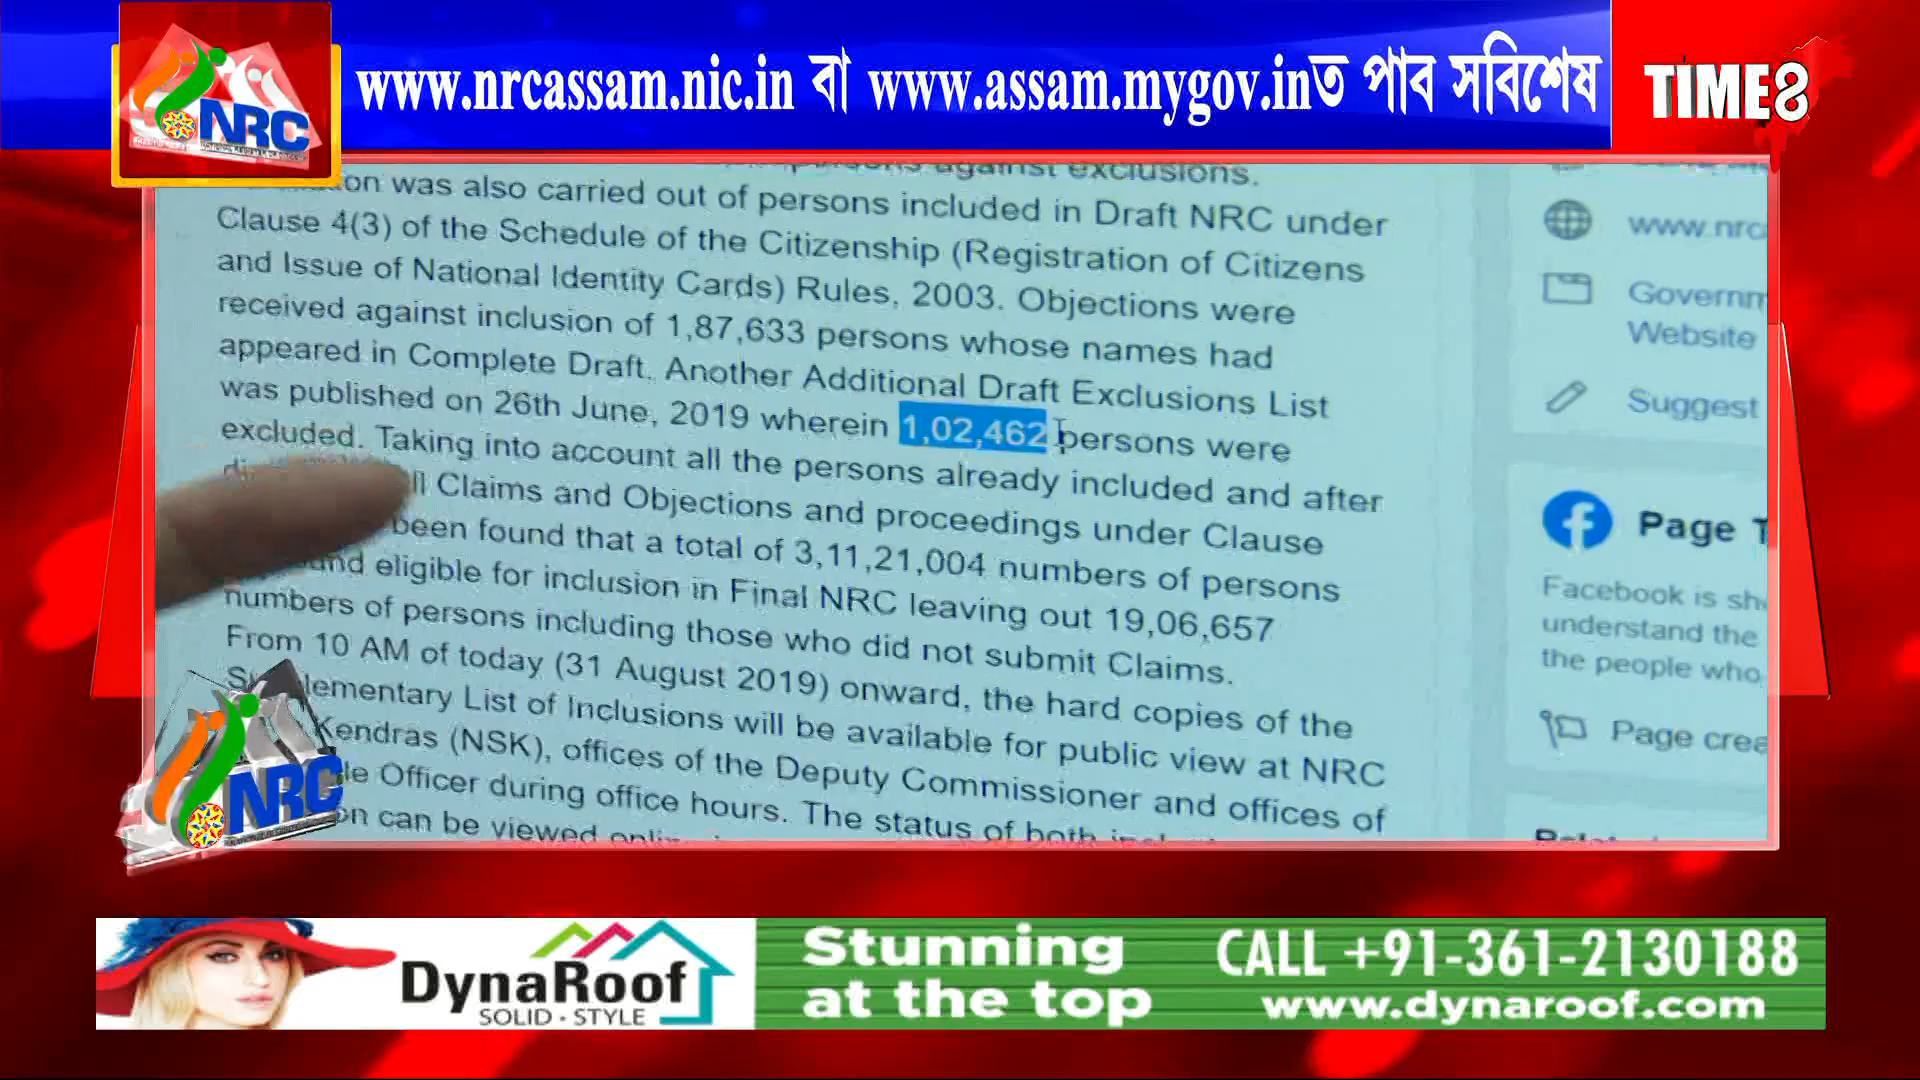 www.nrcassam.nic.in বা www.assam.mygov.inত পাব সবিশেষ
TIME8
NRC
against exclusions.
was also carried out of persons included in Draft NRC under
Clause 4(3) of the Schedule of the Citizenship (Registration of Citizens
and Issue of National Identity Cards) Rules, 2003. Objections were
received against inclusion of 1,87,633 persons whose names had
appeared in Complete Draft. Another Additional Draft Exclusions List
was published on 26th June, 2019 wherein 1,02,462 persons were
excluded. Taking into account all the persons already included and after
Claims and Objections and proceedings under Clause
been found that a total of 3,11,21,004 numbers of persons
eligible for inclusion in Final NRC leaving out 19,06,657
numbers of persons including those who did not submit Claims.
From 10 AM of today (31 August 2019) onward, the hard copies of the
List of Inclusions will be available for public view at NRC
Kendras (NSK), offices of the Deputy Commissioner and offices of
Officer during office hours. The status of both
can be viewed
www.nrc
Website
Suggest
Page
Facebook is
understand the
the people who
Page
NRC
DynaRoof
SOLID · STYLE
Stunning
at the top
CALL +91-361-2130188
www.dynaroof.com